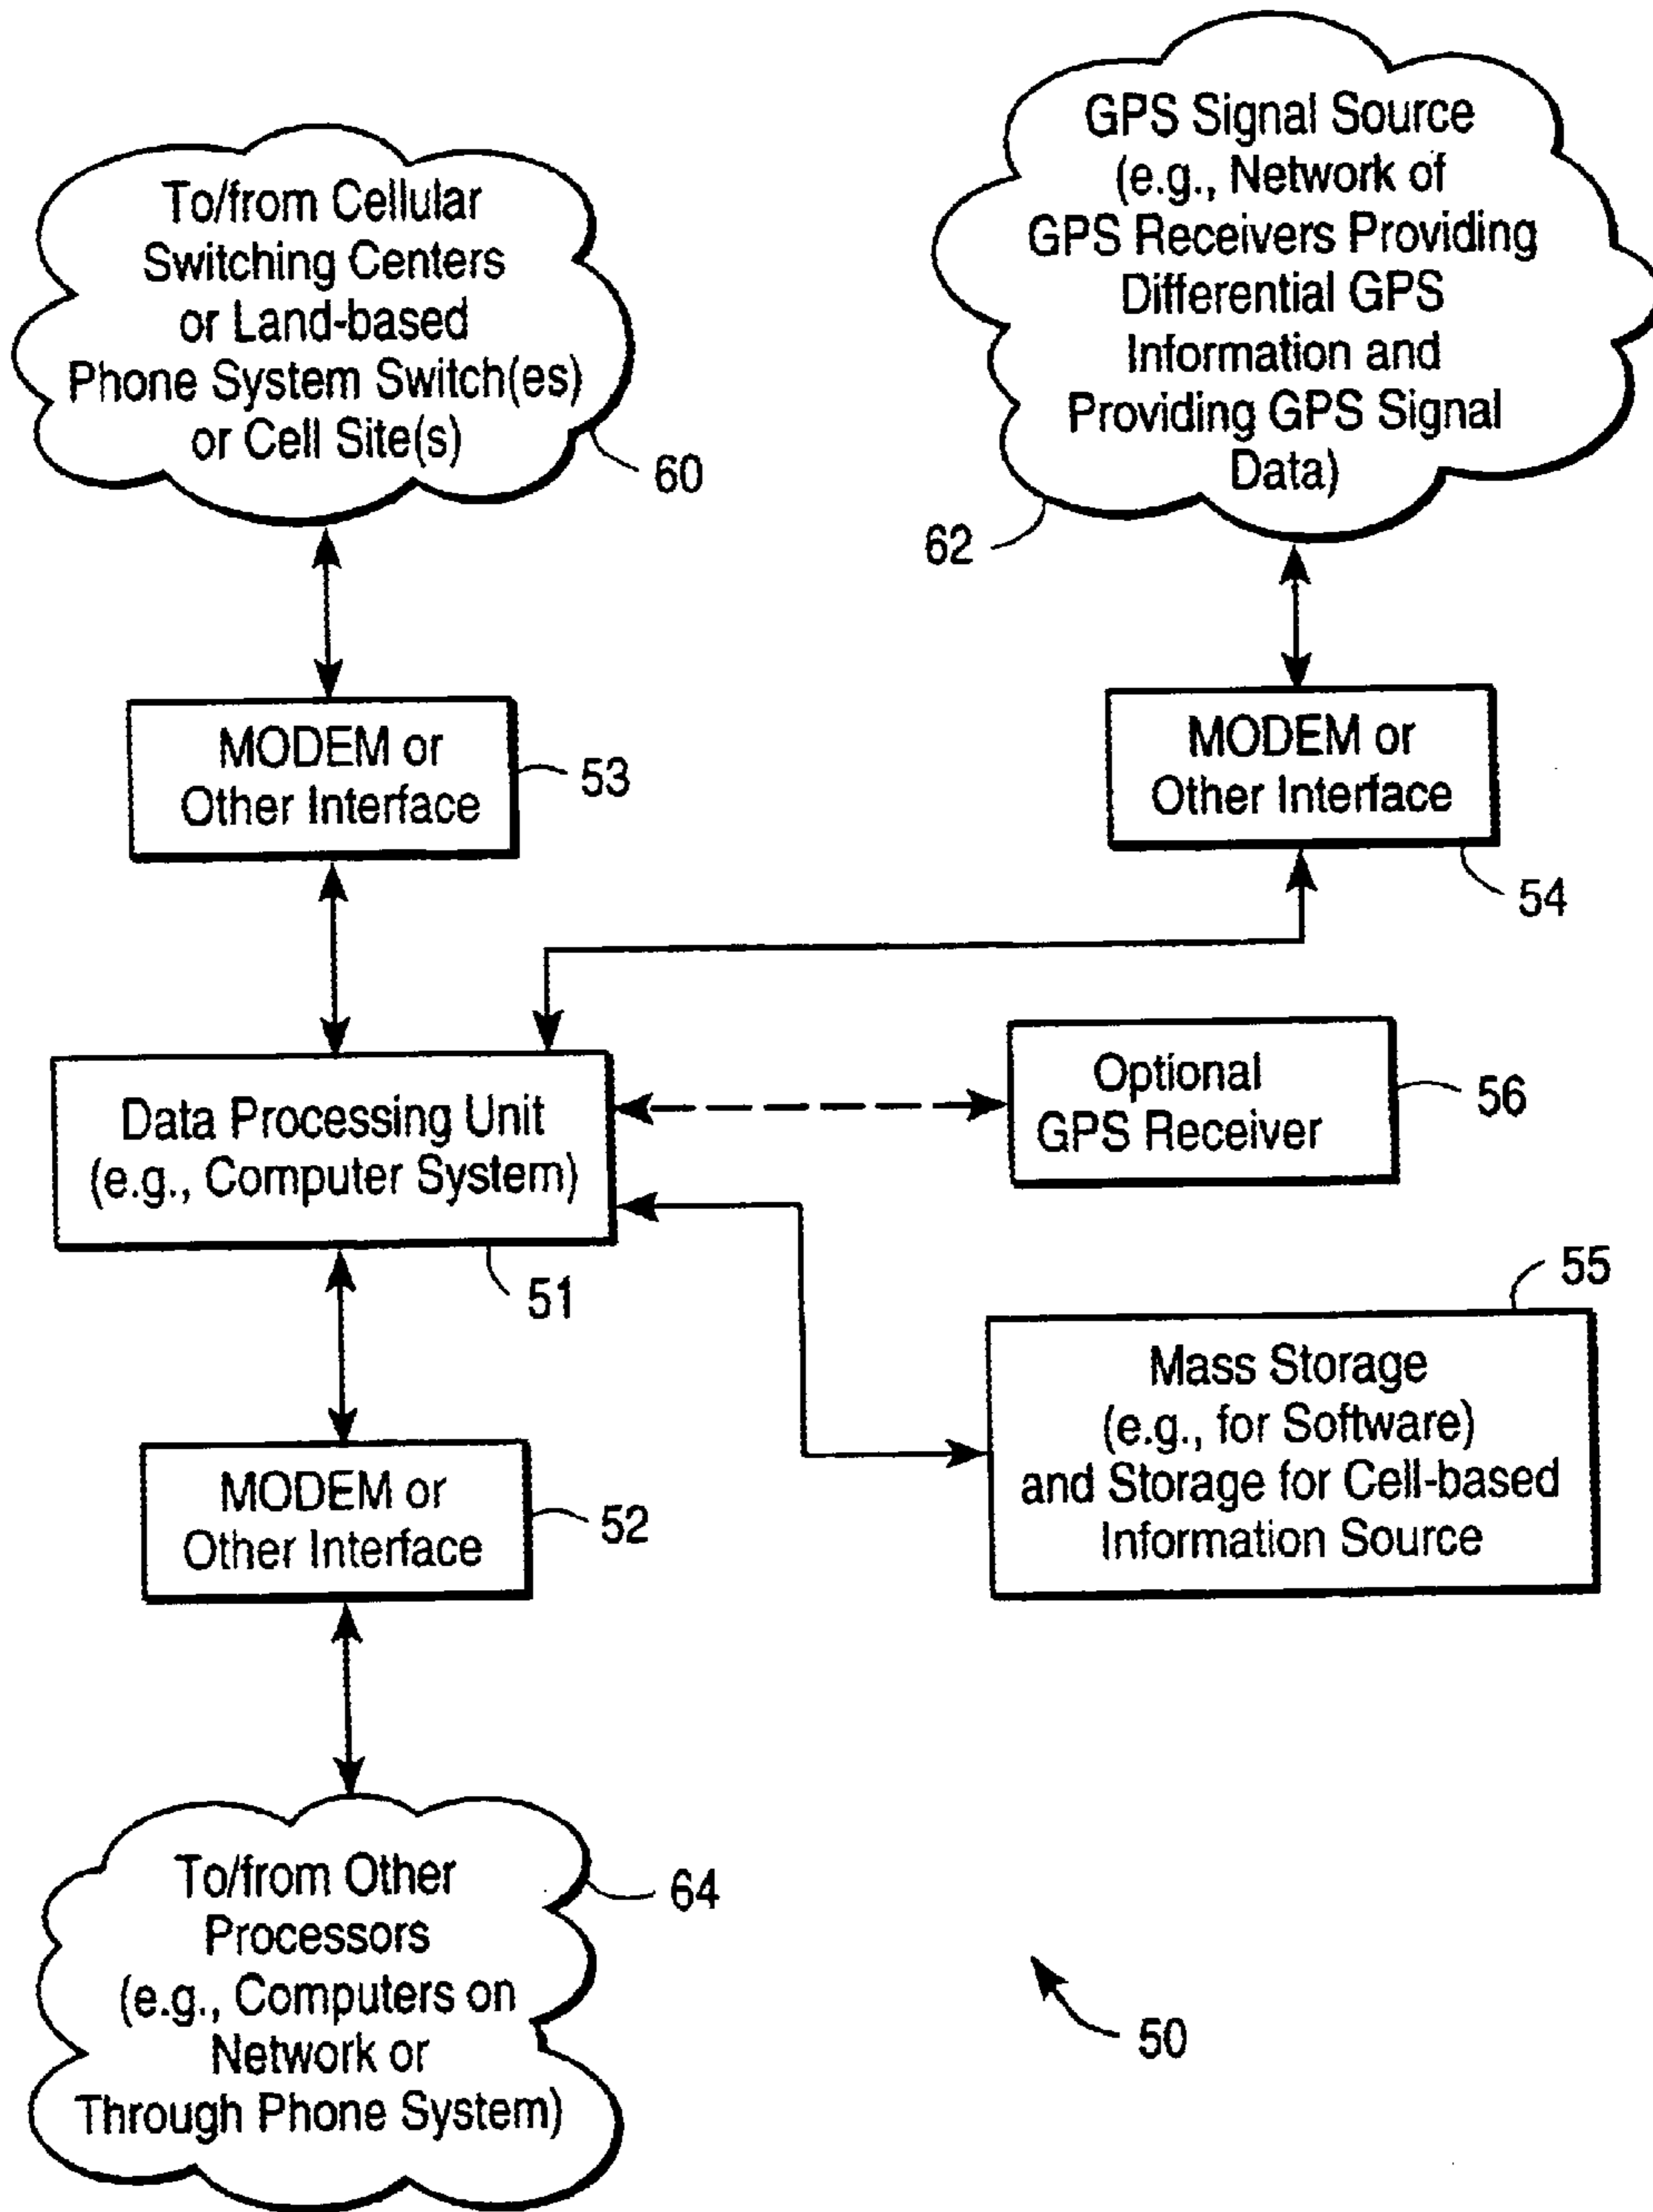 To/from Cellular
Switching Centers
or Land-based
Phone System Switch(es)
or Cell Site(s)
60
GPS Signal Source
(e.g., Network of
GPS Receivers Providing
Differential GPS
Information and
Providing GPS Signal
Data)
62
MODEM or
Other Interface
53
MODEM or
Other Interface
54
Data Processing Unit
(e.g., Computer System)
51
Optional
GPS Receiver
56
55
Mass Storage
(e.g., for Software)
and Storage for Cell-based
Information Source
MODEM or
Other Interface
52
To/from Other
Processors
(e.g., Computers on
Network or
Through Phone System)
64
50